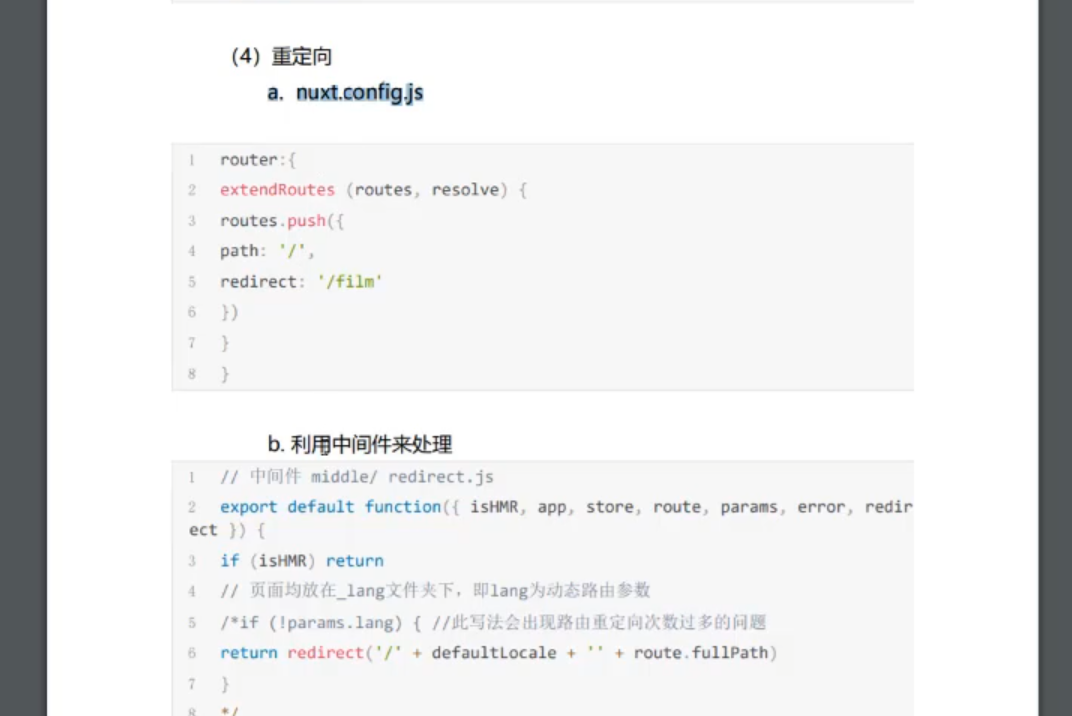 （4）重定向
a. nuxt.config.js
1 router:{
2 extendRoutes (routes, resolve) {
3 routes.push({
4 path: '/',
5 redirect: '/film'
6 })
7 }
8 }
b. 利用中间件来处理
1 // 中间件 middle/ redirect.js
2 export default function({ isHMR, app, store, route, params, error, redir
ect }) {
3 if (isHMR) return
4 // 页面均放在_lang文件夹下，即lang为动态路由参数
5 /*if (!params.lang) { //此写法会出现路由重定向次数过多的问题
6 return redirect('/' + defaultLocale + '' + route.fullPath)
7 }
8 */